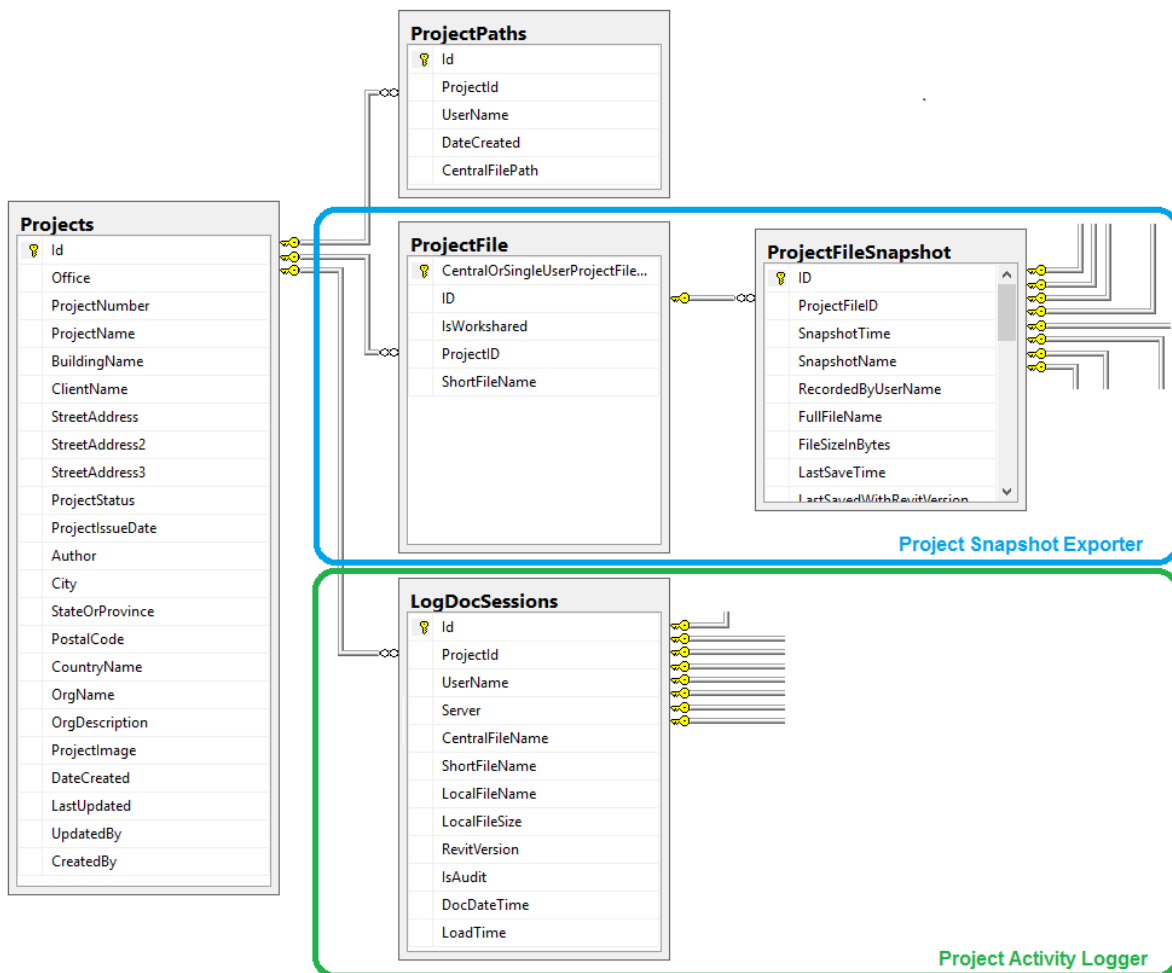 ProjectPaths
Id
ProjectId
UserName
DateCreated
CentralFilePath
Projects
Id
Office
ProjectNumber
ProjectName
BuildingName
ClientName
StreetAddress
StreetAddress2
StreetAddress3
ProjectStatus
ProjectIssueDate
Author
City
StateOrProvince
PostalCode
CountryName
OrgName
OrgDescription
ProjectImage
DateCreated
LastUpdated
UpdatedBy
CreatedBy
ProjectFile
CentralOrSingleUserProjectFile...
ID
IsWorkshared
ProjectID
ShortFileName
ProjectFileSnapshot
ID
ProjectFileID
SnapshotTime
SnapshotName
RecordedByUserName
FullFileName
FileSizeInBytes
LastSaveTime
LastSavedWithRevitVersion
Project Snapshot Exporter
LogDocSessions
Id
ProjectId
UserName
Server
CentralFileName
ShortFileName
LocalFileName
LocalFileSize
RevitVersion
IsAudit
DocDateTime
LoadTime
Project Activity Logger